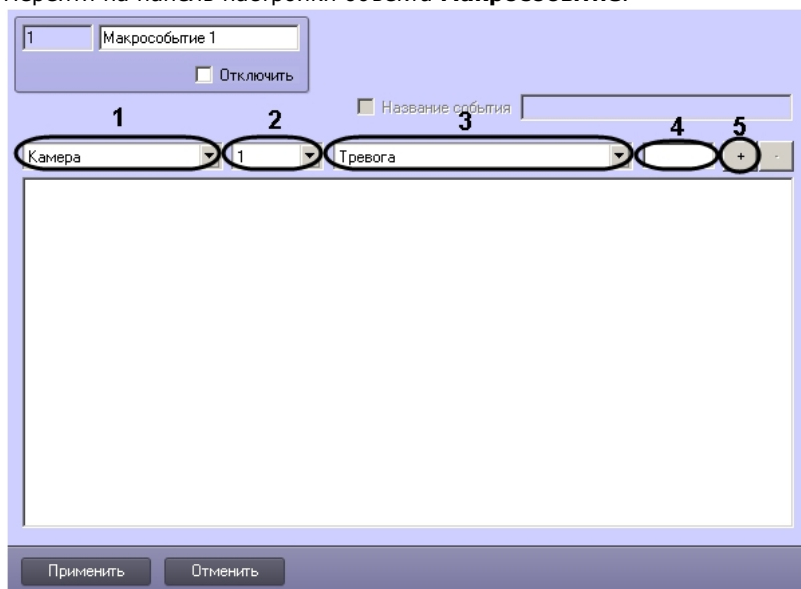 Перейти на панель настройки объекта Макрособытие.
1 Макрособытие 1
Отключить
Название события
1 2 3 4 5
Камера 1 Тревога + -
Применить Отменить